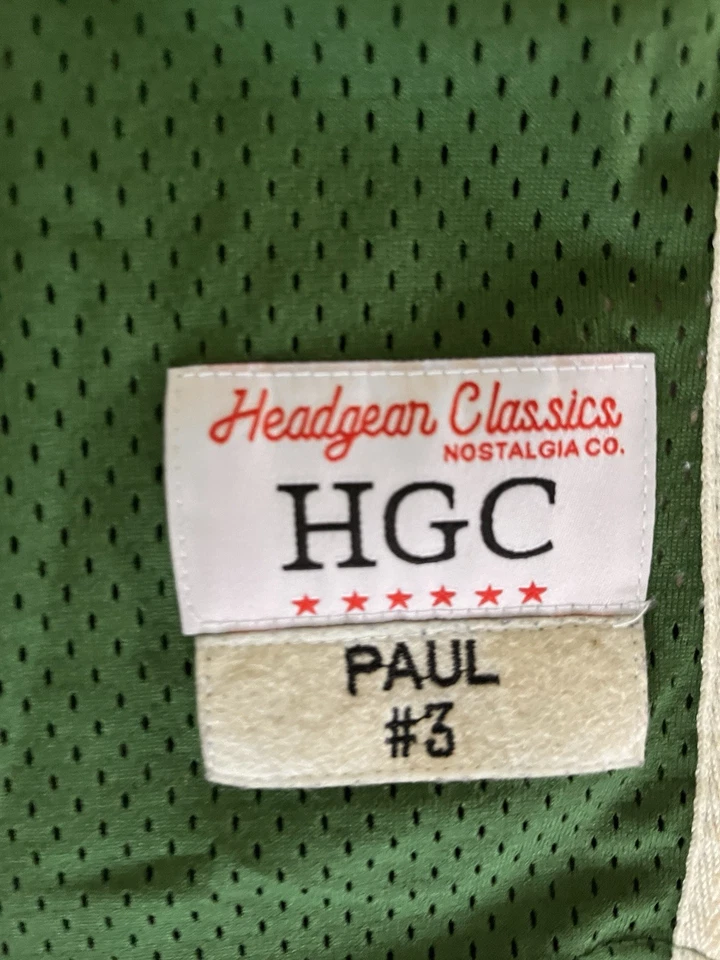 Headgear Classics
NOSTALGIA CO.
HGC
PAUL
#3